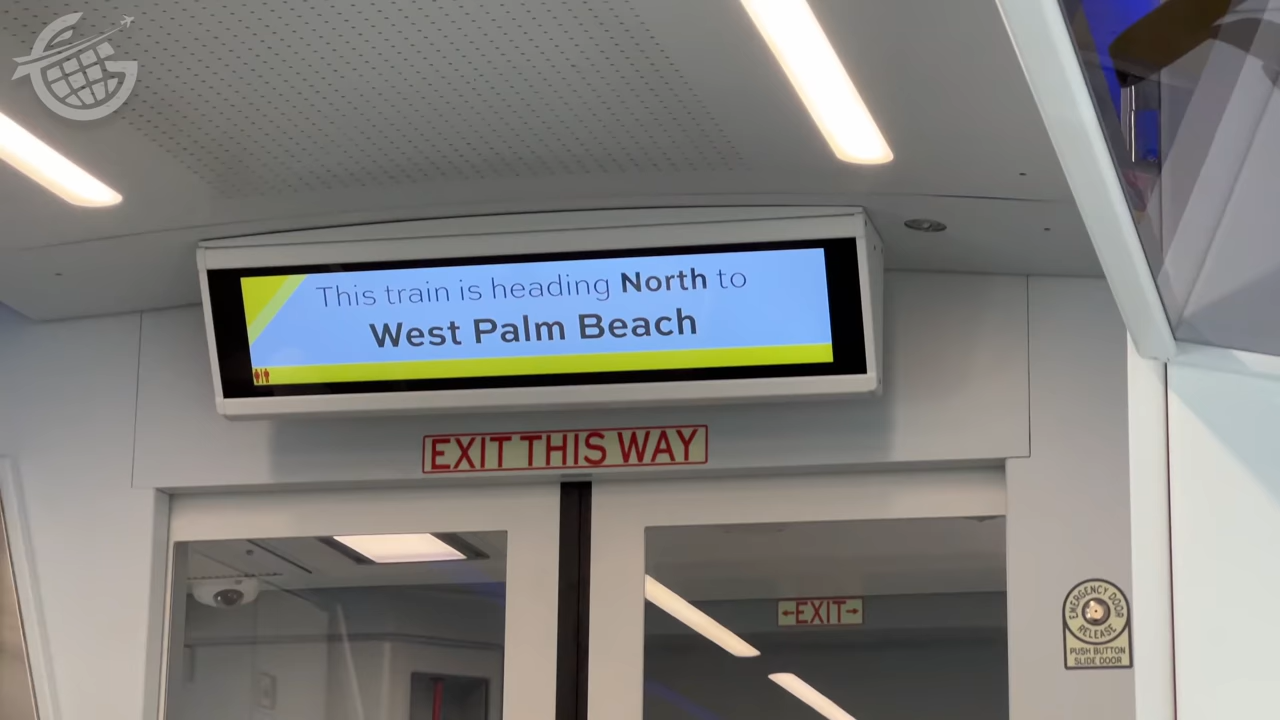 This train is heading North to
West Palm Beach
EXIT THIS WAY
←EXIT→
EMERGENCY DOOR
RELEASE
PUSH BUTTON
SLIDE DOOR